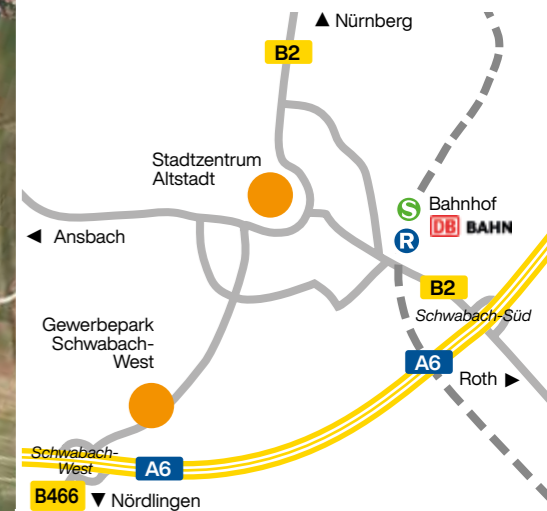 ▲ Nürnberg
B2
Stadtzentrum
Altstadt
S Bahnhof
DB BAHN
R
◀ Ansbach
B2
Schwabach-Süd
Gewerbepark
Schwabach-
West
A6
Roth ▶
Schwabach-
West
A6
B466 ▼ Nördlingen